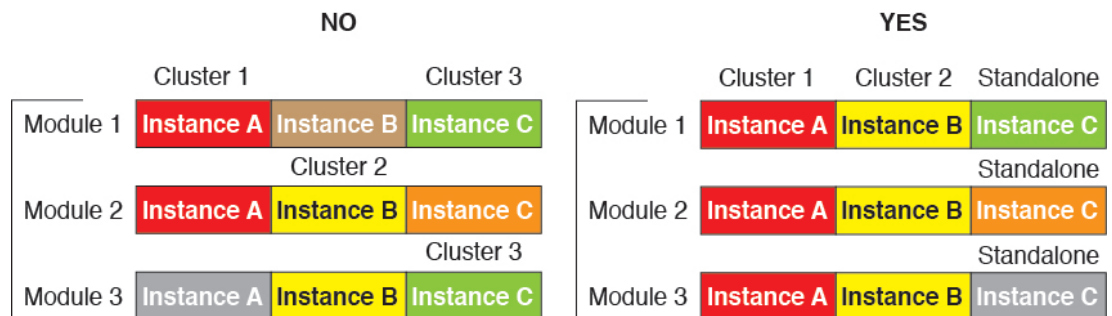 NO
Cluster 1 Cluster 3
Module 1 Instance A Instance B Instance C
Cluster 2
Module 2 Instance A Instance B Instance C
Cluster 3
Module 3 Instance A Instance B Instance C
YES
Cluster 1 Cluster 2 Standalone
Module 1 Instance A Instance B Instance C
Standalone
Module 2 Instance A Instance B Instance C
Standalone
Module 3 Instance A Instance B Instance C